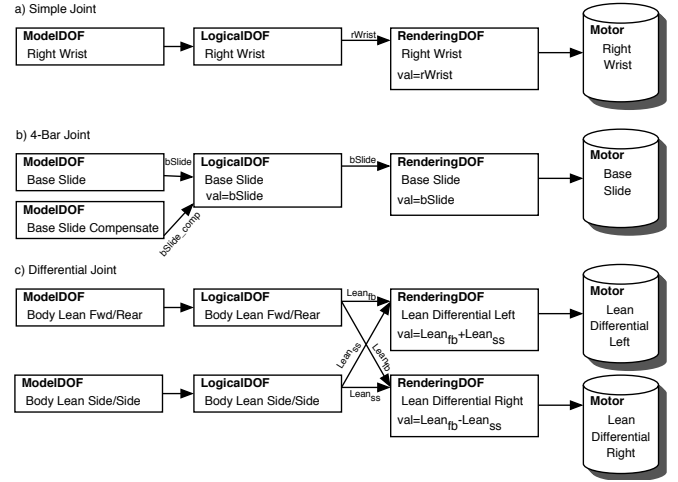 a) Simple Joint
ModelDOF
Right Wrist
LogicalDOF
Right Wrist
rWrist
RenderingDOF
Right Wrist
val=rWrist
Motor
Right
Wrist
b) 4-Bar Joint
ModelDOF
Base Slide
bSlide
ModelDOF
Base Slide Compensate
bSlide_comp
LogicalDOF
Base Slide
val=bSlide
bSlide
RenderingDOF
Base Slide
val=bSlide
Motor
Base
Slide
c) Differential Joint
ModelDOF
Body Lean Fwd/Rear
LogicalDOF
Body Lean Fwd/Rear
Leanfb
Leanss
Leanfb
RenderingDOF
Lean Differential Left
val=Leanfb+Leanss
Motor
Lean
Differential
Left
ModelDOF
Body Lean Side/Side
LogicalDOF
Body Lean Side/Side
Leanss
RenderingDOF
Lean Differential Right
val=Leanfb-Leanss
Motor
Lean
Differential
Right